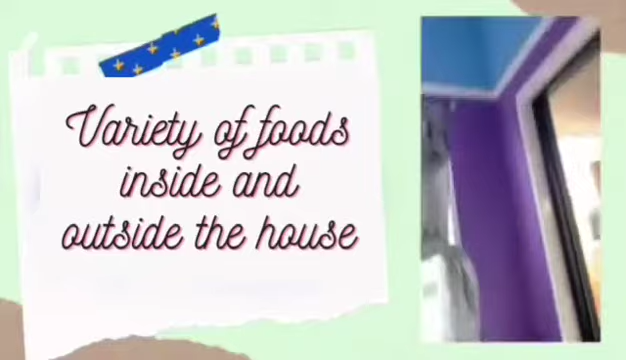 Variety of foods
inside and
outside the house